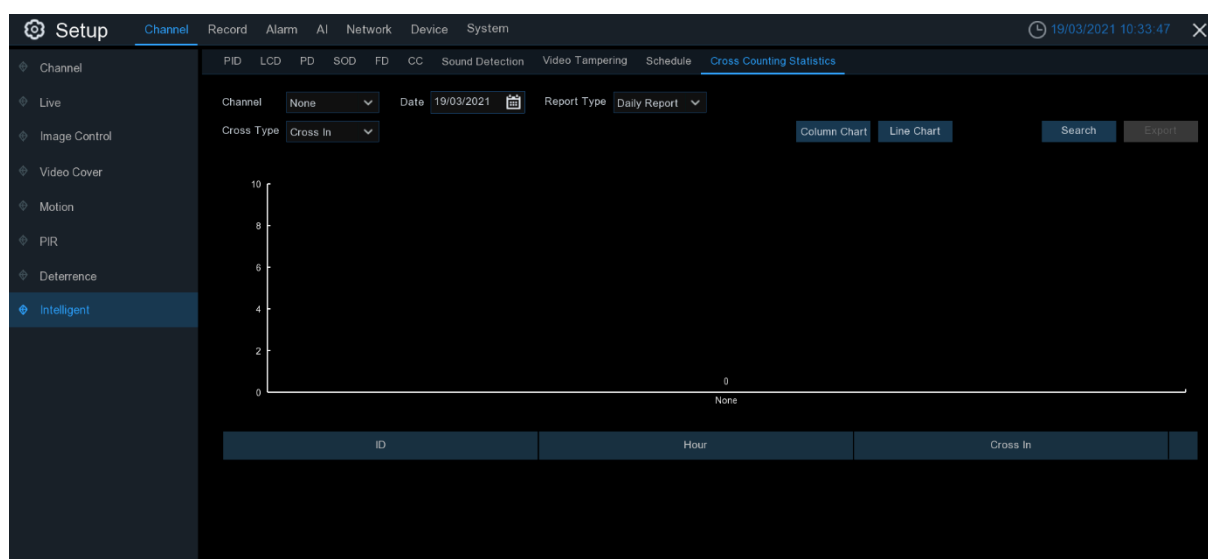 Setup Channel Record Alarm AI Network Device System 19/03/2021 10:33:47
Channel
Live
Image Control
Video Cover
Motion
PIR
Deterrence
Intelligent
PID LCD PD SOD FD CC Sound Detection Video Tampering Schedule Cross Counting Statistics
Channel None Date 19/03/2021 Report Type Daily Report
Cross Type Cross In Column Chart Line Chart Search Export
10
8
6
4
2
0
0
None
ID Hour Cross In